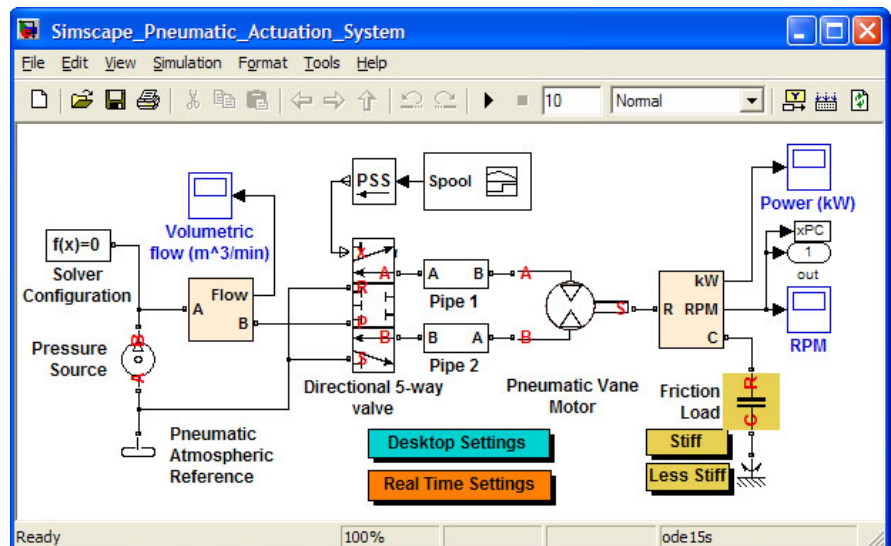 Simscape_Pneumatic_Actuation_System
File Edit View Simulation Format Tools Help
10 Normal
PSS
Spool
Volumetric
flow (m^3/min)
Power (kW)
xPC
1
out
f(x)=0
Solver
Configuration
Flow
A
B
X
A
R
P
B
S
A B
Pipe 1
B A
Pipe 2
A
B
S
kW
R RPM
C
RPM
Pressure
Source
B
A
Directional 5-way
valve
Pneumatic Vane
Motor
Friction
Load
R
C
Pneumatic
Atmospheric
Reference
Desktop Settings
Real Time Settings
Stiff
Less Stiff
Ready 100% ode15s